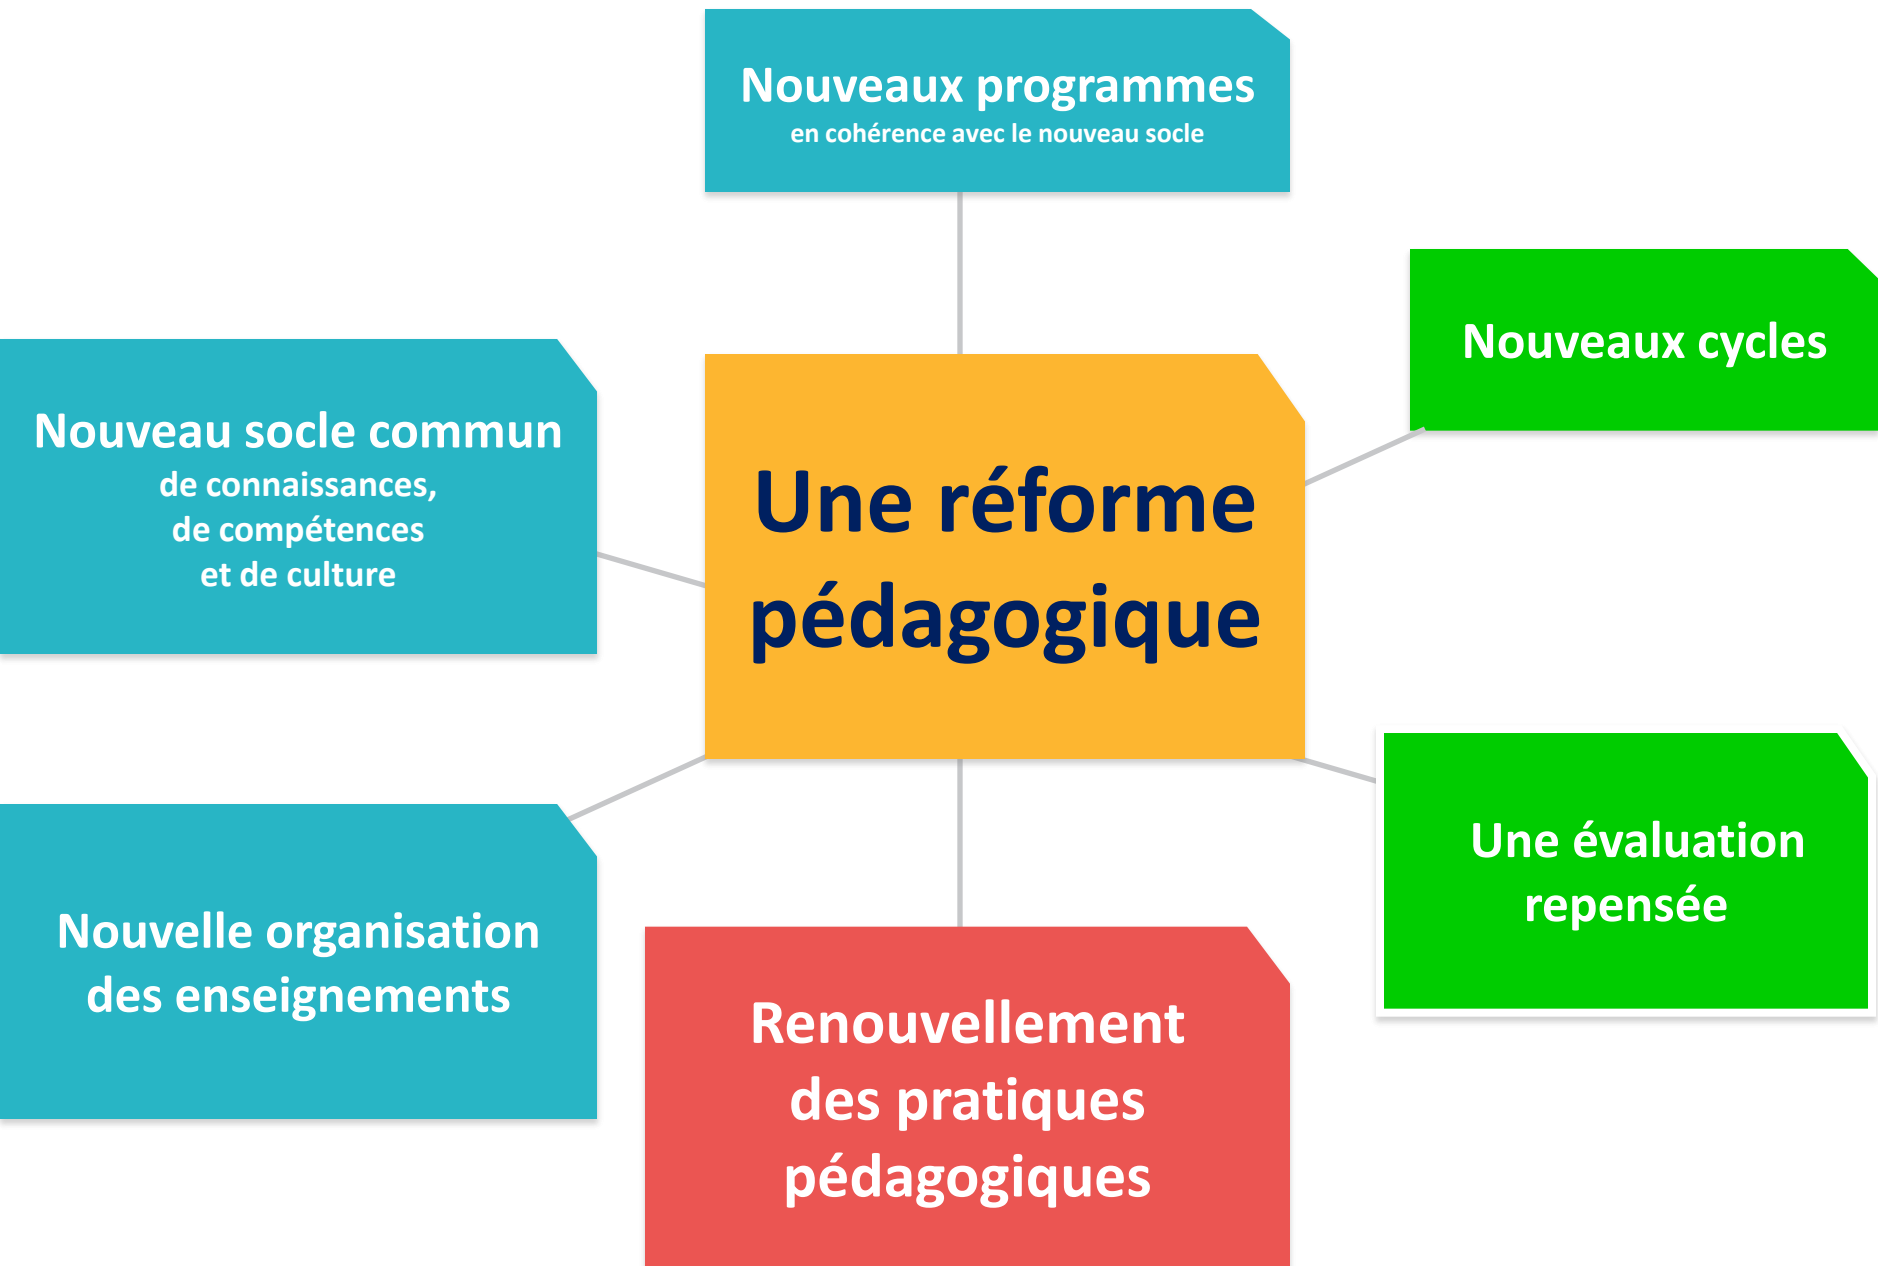 Nouveaux programmes
en cohérence avec le nouveau socle
Nouveaux cycles
Nouveau socle commun
de connaissances,
de compétences
et de culture
Une réforme
pédagogique
Une évaluation
repensée
Nouvelle organisation
des enseignements
Renouvellement
des pratiques
pédagogiques